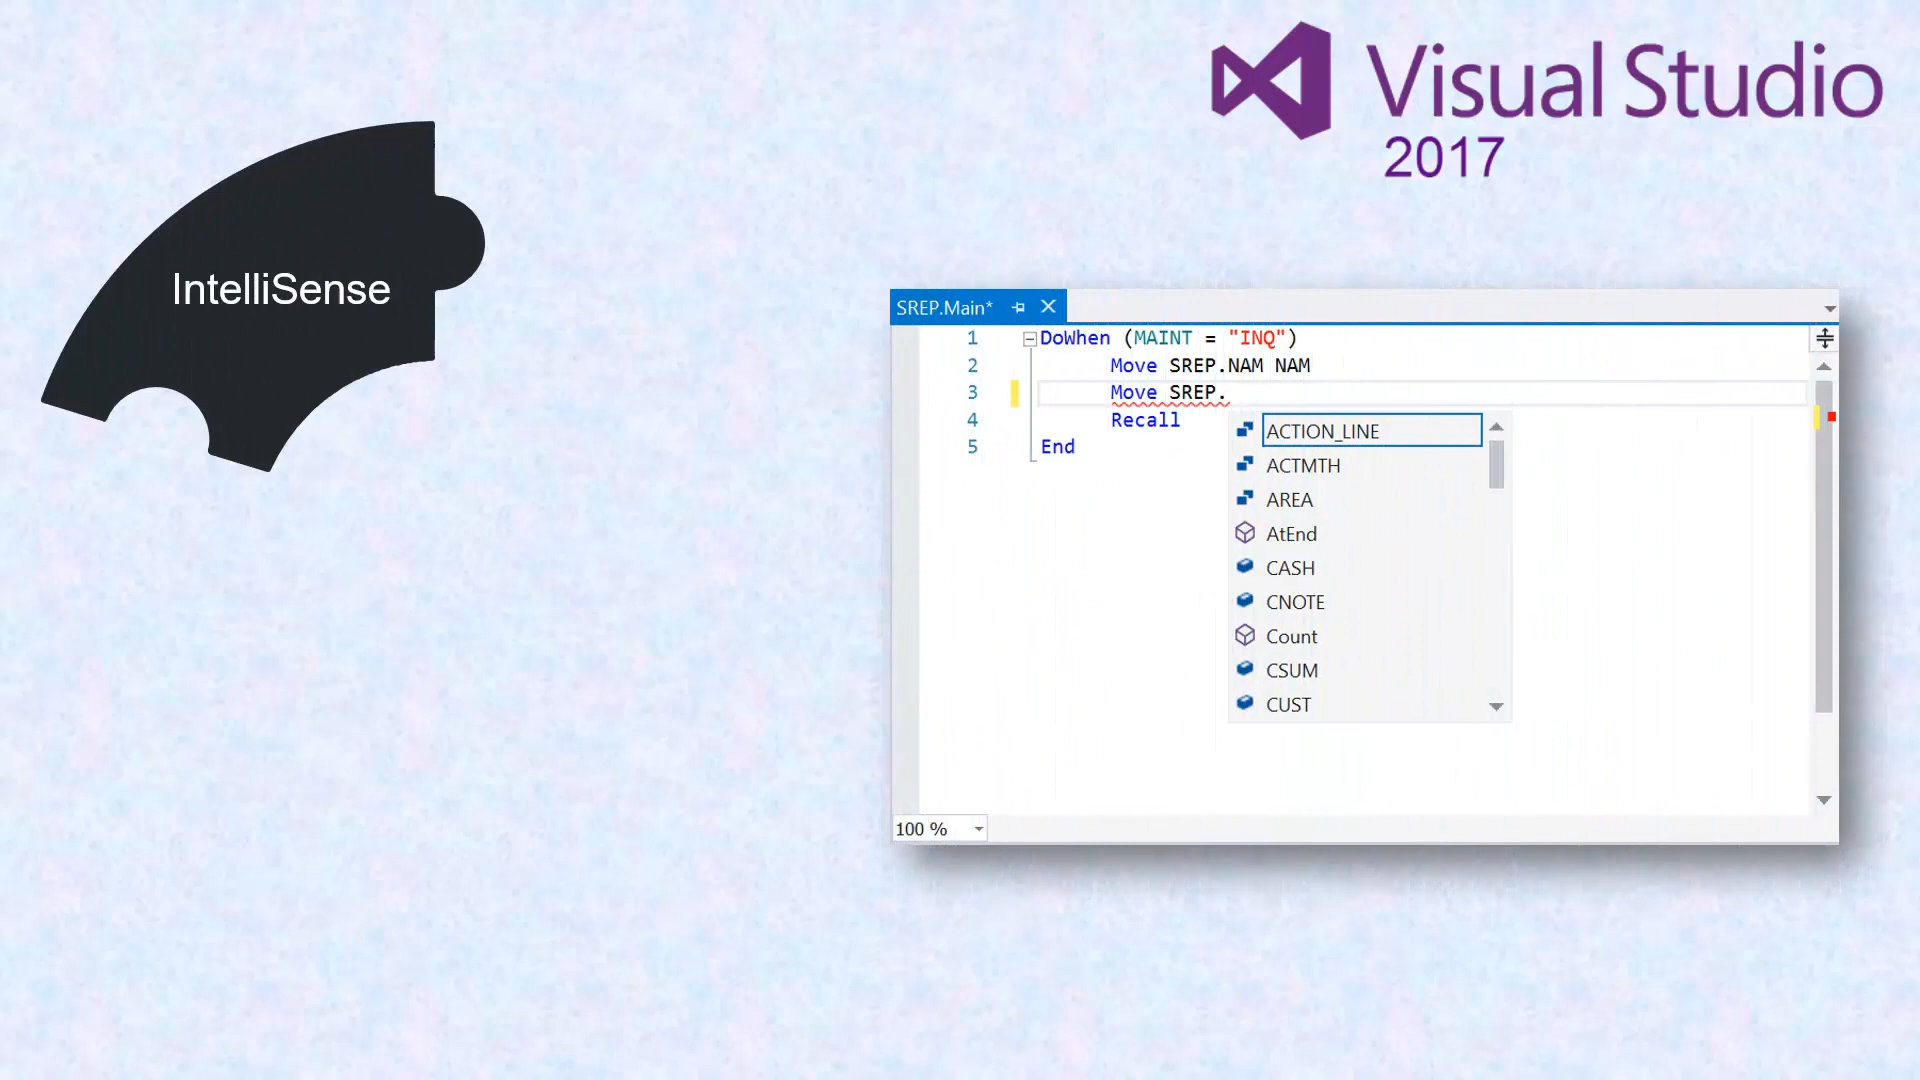 Visual Studio
2017
IntelliSense
SREP.Main*
1 DoWhen (MAINT = "INQ")
2 Move SREP.NAM NAM
3 Move SREP.
4 Recall
5 End
ACTION_LINE
ACTMTH
AREA
AtEnd
CASH
CNOTE
Count
CSUM
CUST
100 %